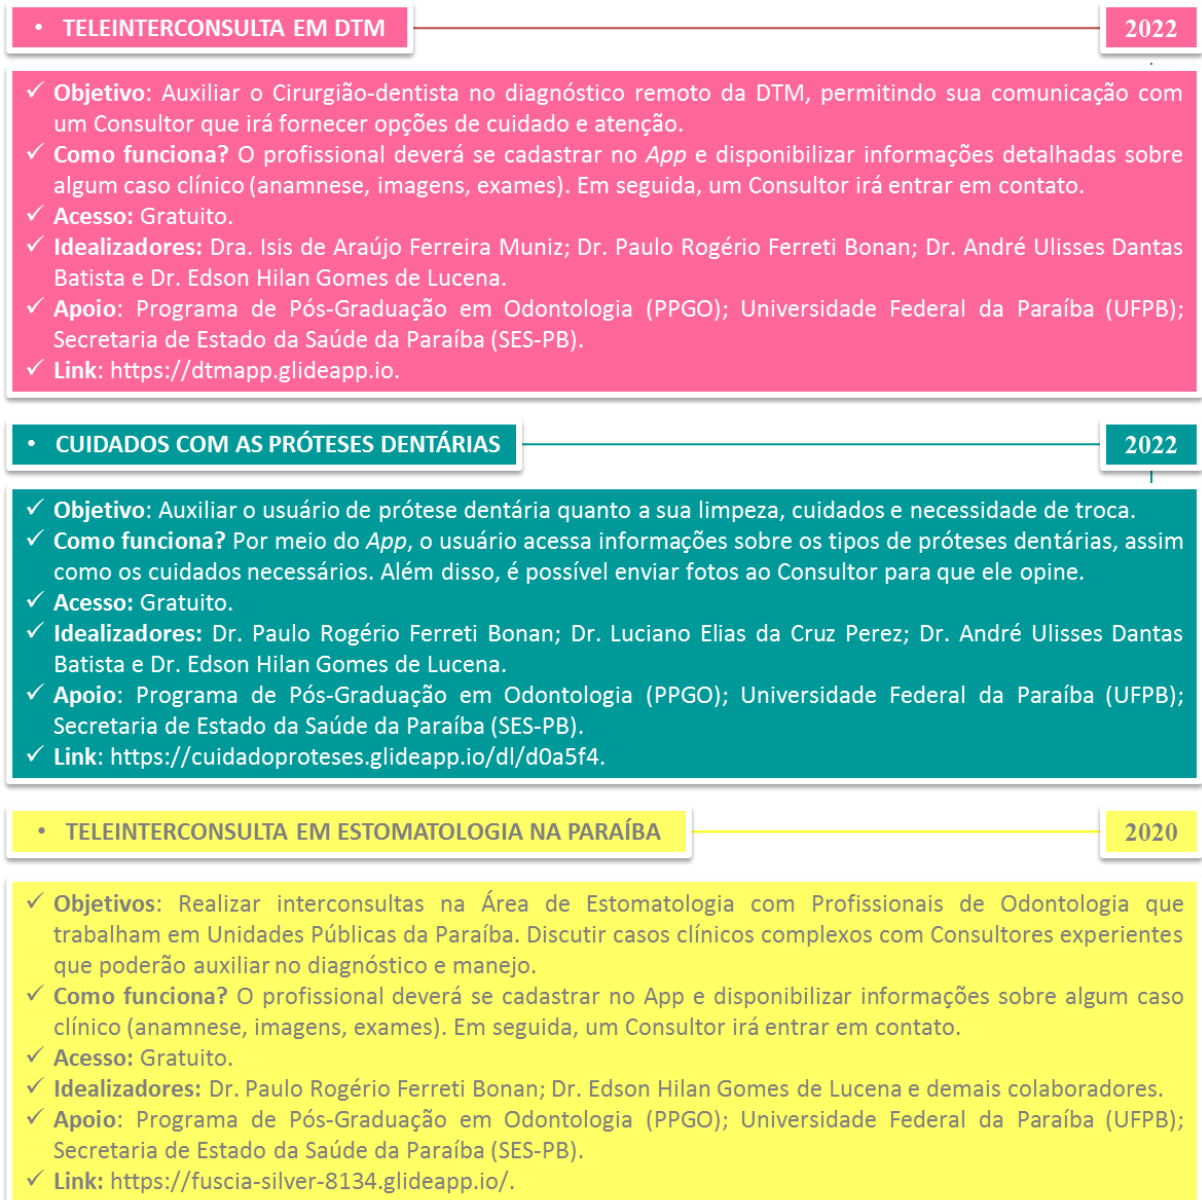 • TELEINTERCONSULTA EM DTM
2022
✓ Objetivo: Auxiliar o Cirurgião-dentista no diagnóstico remoto da DTM, permitindo sua comunicação com
um Consultor que irá fornecer opções de cuidado e atenção.
✓ Como funciona? O profissional deverá se cadastrar no App e disponibilizar informações detalhadas sobre
algum caso clínico (anamnese, imagens, exames). Em seguida, um Consultor irá entrar em contato.
✓ Acesso: Gratuito.
✓ Idealizadores: Dra. Isis de Araújo Ferreira Muniz; Dr. Paulo Rogério Ferreti Bonan; Dr. André Ulisses Dantas
Batista e Dr. Edson Hilan Gomes de Lucena.
✓ Apoio: Programa de Pós-Graduação em Odontologia (PPGO); Universidade Federal da Paraíba (UFPB);
Secretaria de Estado da Saúde da Paraíba (SES-PB).
✓ Link: https://dtmapp.glideapp.io.
• CUIDADOS COM AS PRÓTESES DENTÁRIAS
2022
✓ Objetivo: Auxiliar o usuário de prótese dentária quanto a sua limpeza, cuidados e necessidade de troca.
✓ Como funciona? Por meio do App, o usuário acessa informações sobre os tipos de próteses dentárias, assim
como os cuidados necessários. Além disso, é possível enviar fotos ao Consultor para que ele opine.
✓ Acesso: Gratuito.
✓ Idealizadores: Dr. Paulo Rogério Ferreti Bonan; Dr. Luciano Elias da Cruz Perez; Dr. André Ulisses Dantas
Batista e Dr. Edson Hilan Gomes de Lucena.
✓ Apoio: Programa de Pós-Graduação em Odontologia (PPGO); Universidade Federal da Paraíba (UFPB);
Secretaria de Estado da Saúde da Paraíba (SES-PB).
✓ Link: https://cuidadoproteses.glideapp.io/dl/d0a5f4.
• TELEINTERCONSULTA EM ESTOMATOLOGIA NA PARAÍBA
2020
✓ Objetivos: Realizar interconsultas na Área de Estomatologia com Profissionais de Odontologia que
trabalham em Unidades Públicas da Paraíba. Discutir casos clínicos complexos com Consultores experientes
que poderão auxiliar no diagnóstico e manejo.
✓ Como funciona? O profissional deverá se cadastrar no App e disponibilizar informações sobre algum caso
clínico (anamnese, imagens, exames). Em seguida, um Consultor irá entrar em contato.
✓ Acesso: Gratuito.
✓ Idealizadores: Dr. Paulo Rogério Ferreti Bonan; Dr. Edson Hilan Gomes de Lucena e demais colaboradores.
✓ Apoio: Programa de Pós-Graduação em Odontologia (PPGO); Universidade Federal da Paraíba (UFPB);
Secretaria de Estado da Saúde da Paraíba (SES-PB).
✓ Link: https://fuscia-silver-8134.glideapp.io/.